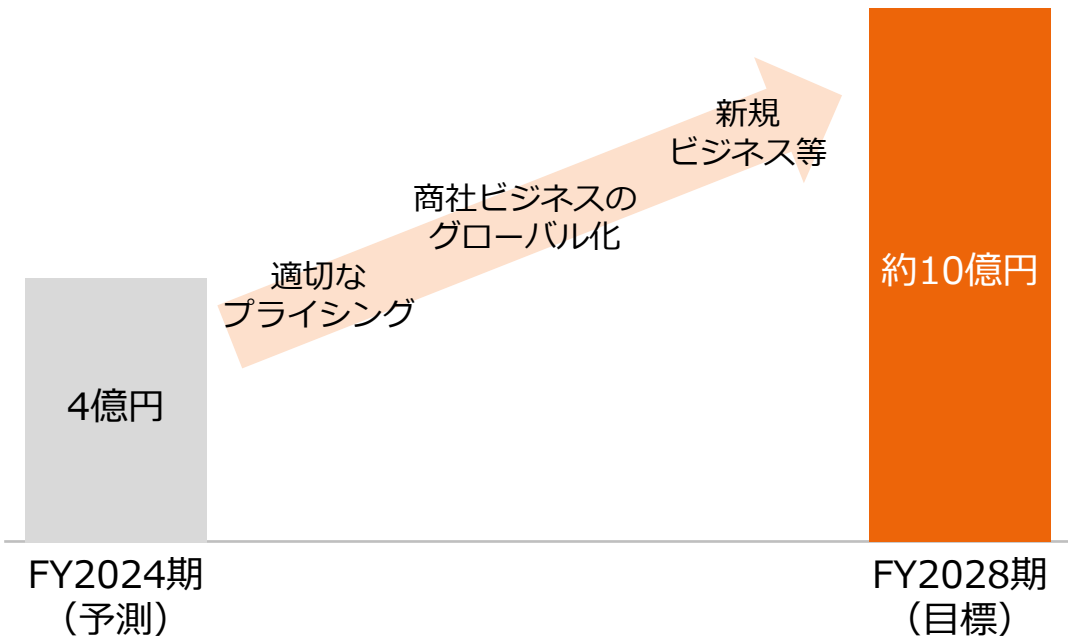 新規
ビジネス等
商社ビジネスの
グローバル化
適切な
プライシング
約10億円
4億円
FY2024期
（予測）
FY2028期
（目標）